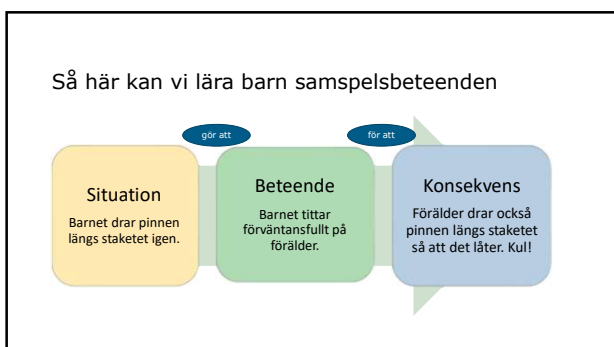 Så här kan vi lära barn samspelsbeteenden
gör att
för att
Situation
Barnet drar pinnen
längs staketet igen.
Beteende
Barnet tittar
förväntansfullt på
förälder.
Konsekvens
Förälder drar också
pinnen längs staketet
så att det låter. Kul!